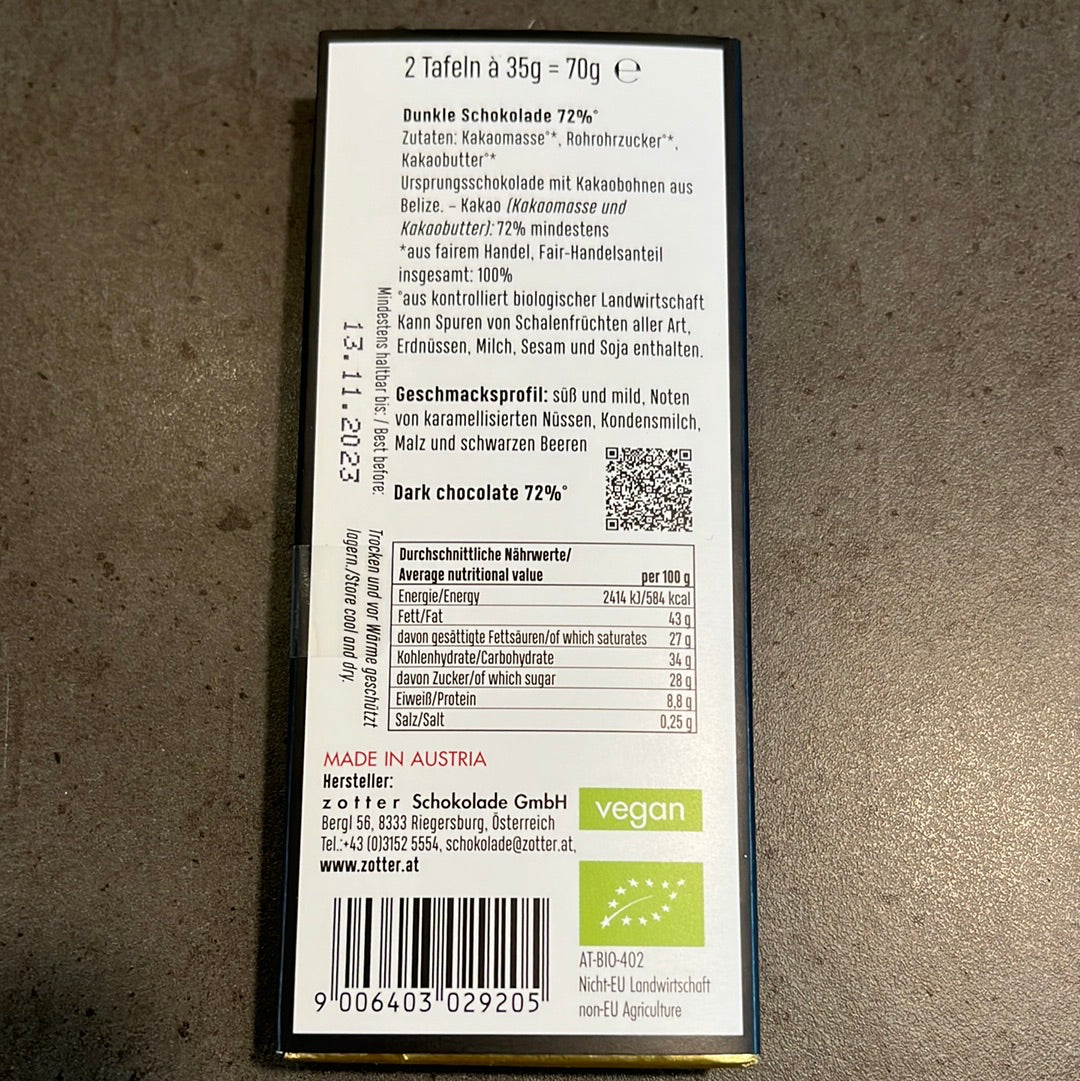 2 Tafeln à 35g = 70g ℮
Dunkle Schokolade 72%°
Zutaten: Kakaomasse°*, Rohrohrzucker°*,
Kakaobutter°*
Ursprungsschokolade mit Kakaobohnen aus
Belize. – Kakao (Kakaomasse und
Kakaobutter): 72% mindestens
*aus fairem Handel, Fair-Handelsanteil
insgesamt: 100%
°aus kontrolliert biologischer Landwirtschaft
Kann Spuren von Schalenfrüchten aller Art,
Erdnüssen, Milch, Sesam und Soja enthalten.
Mindestens haltbar bis: / Best before:
13.11.2023
Geschmacksprofil: süß und mild, Noten
von karamellisierten Nüssen, Kondensmilch,
Malz und schwarzen Beeren
Dark chocolate 72%°
Trocken und vor Wärme geschützt
lagern./Store cool and dry.
Durchschnittliche Nährwerte/
Average nutritional value per 100 g
Energie/Energy 2414 kJ/584 kcal
Fett/Fat 43 g
davon gesättigte Fettsäuren/of which saturates 27 g
Kohlenhydrate/Carbohydrate 34 g
davon Zucker/of which sugar 28 g
Eiweiß/Protein 8,8 g
Salz/Salt 0,25 g
MADE IN AUSTRIA
Hersteller:
zotter Schokolade GmbH
Bergl 56, 8333 Riegersburg, Österreich
Tel.:+43 (0)3152 5554, schokolade@zotter.at,
www.zotter.at
vegan
AT-BIO-402
Nicht-EU Landwirtschaft
non-EU Agriculture
9 006403 029205